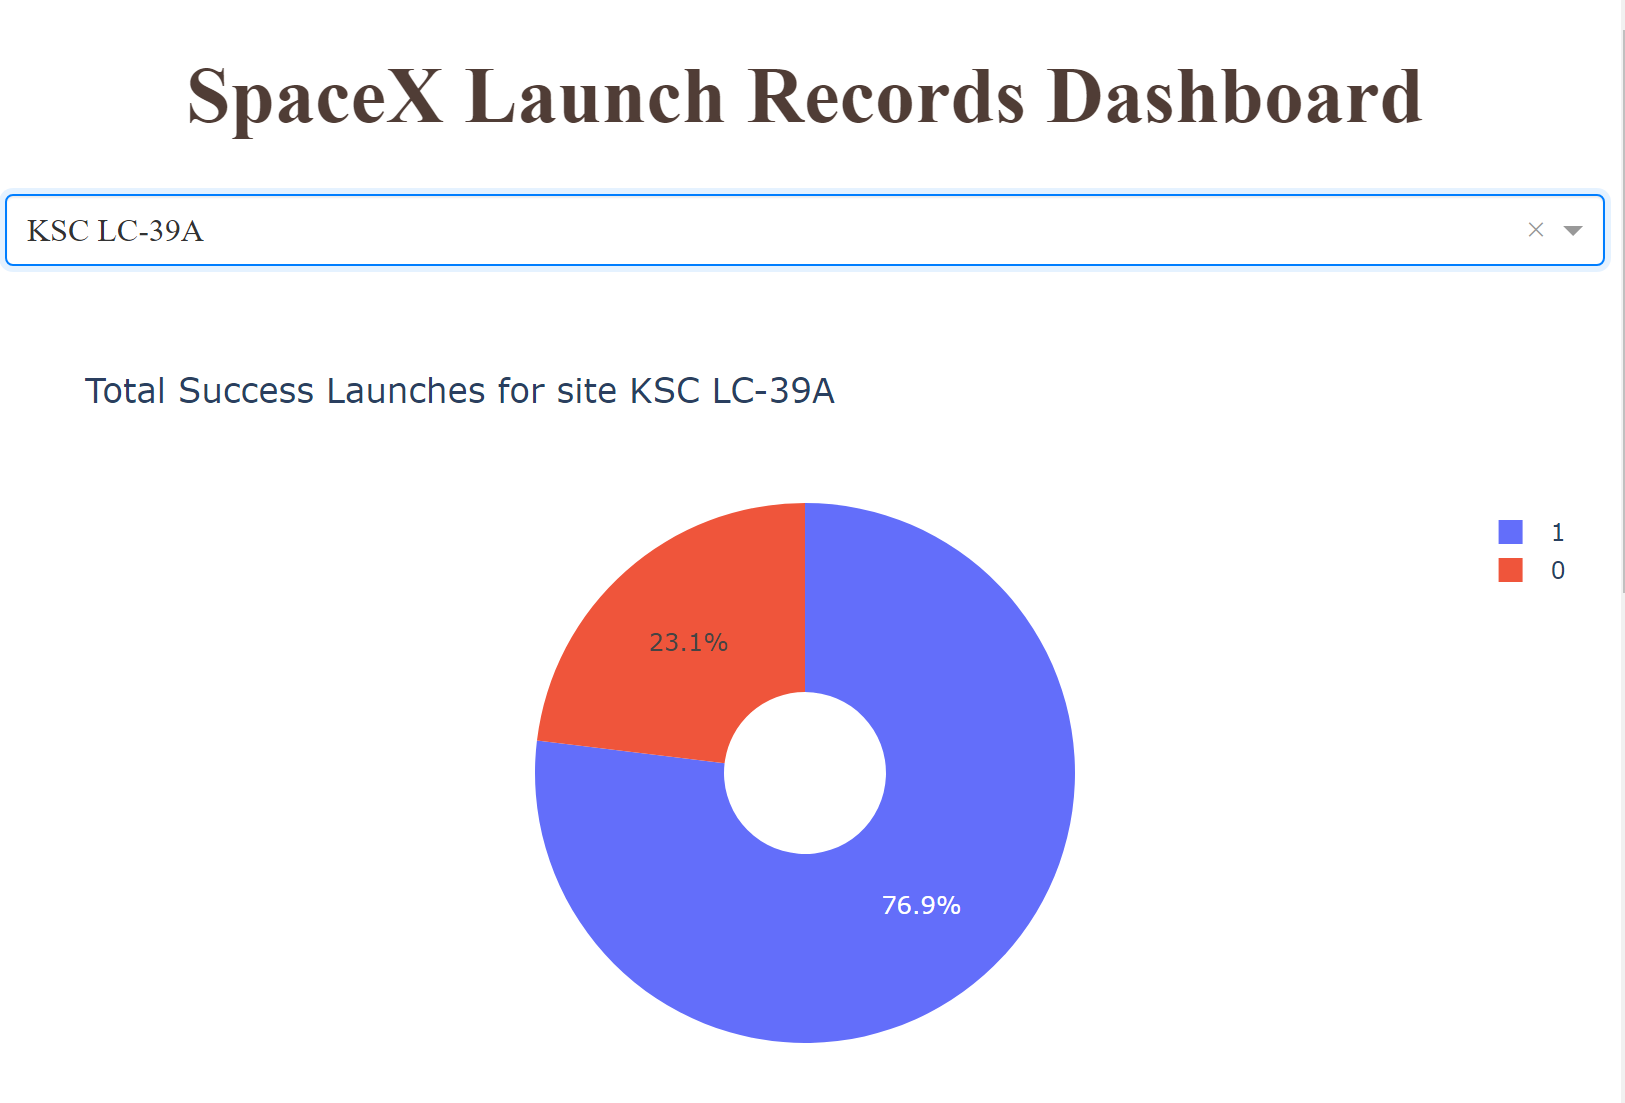 SpaceX Launch Records Dashboard
KSC LC-39A
Total Success Launches for site KSC LC-39A
1
0
23.1%
76.9%